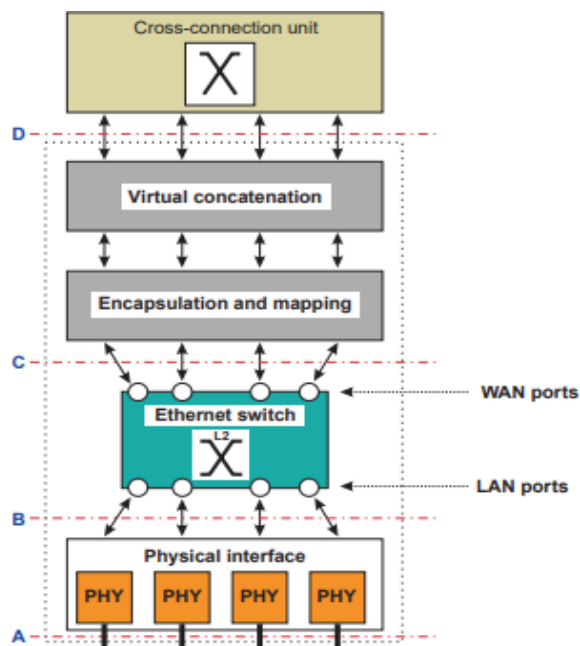 Cross-connection unit
D
Virtual concatenation
Encapsulation and mapping
C
WAN ports
Ethernet switch
L2
LAN ports
B
Physical interface
PHY PHY PHY PHY
A